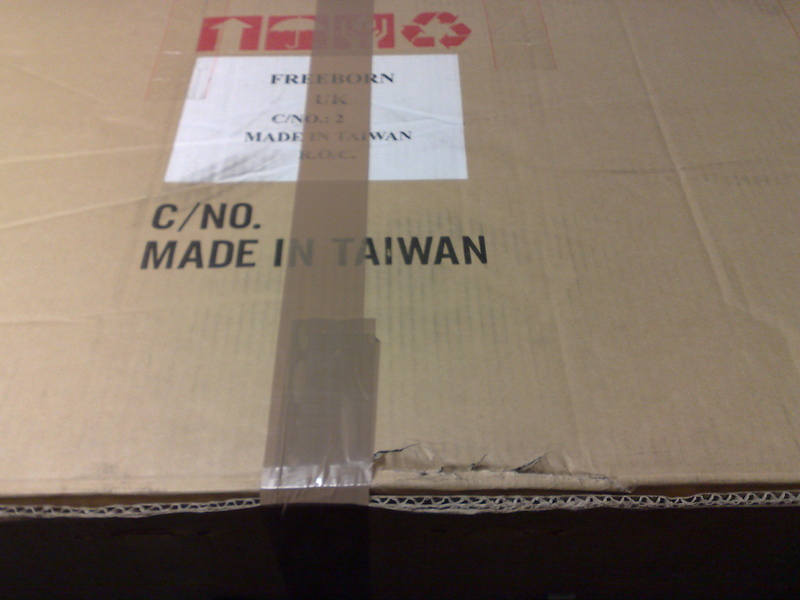 FREEBORN
UK
C/NO.: 2
MADE IN TAIWAN
R.O.C.
C/NO.
MADE IN TAIWAN